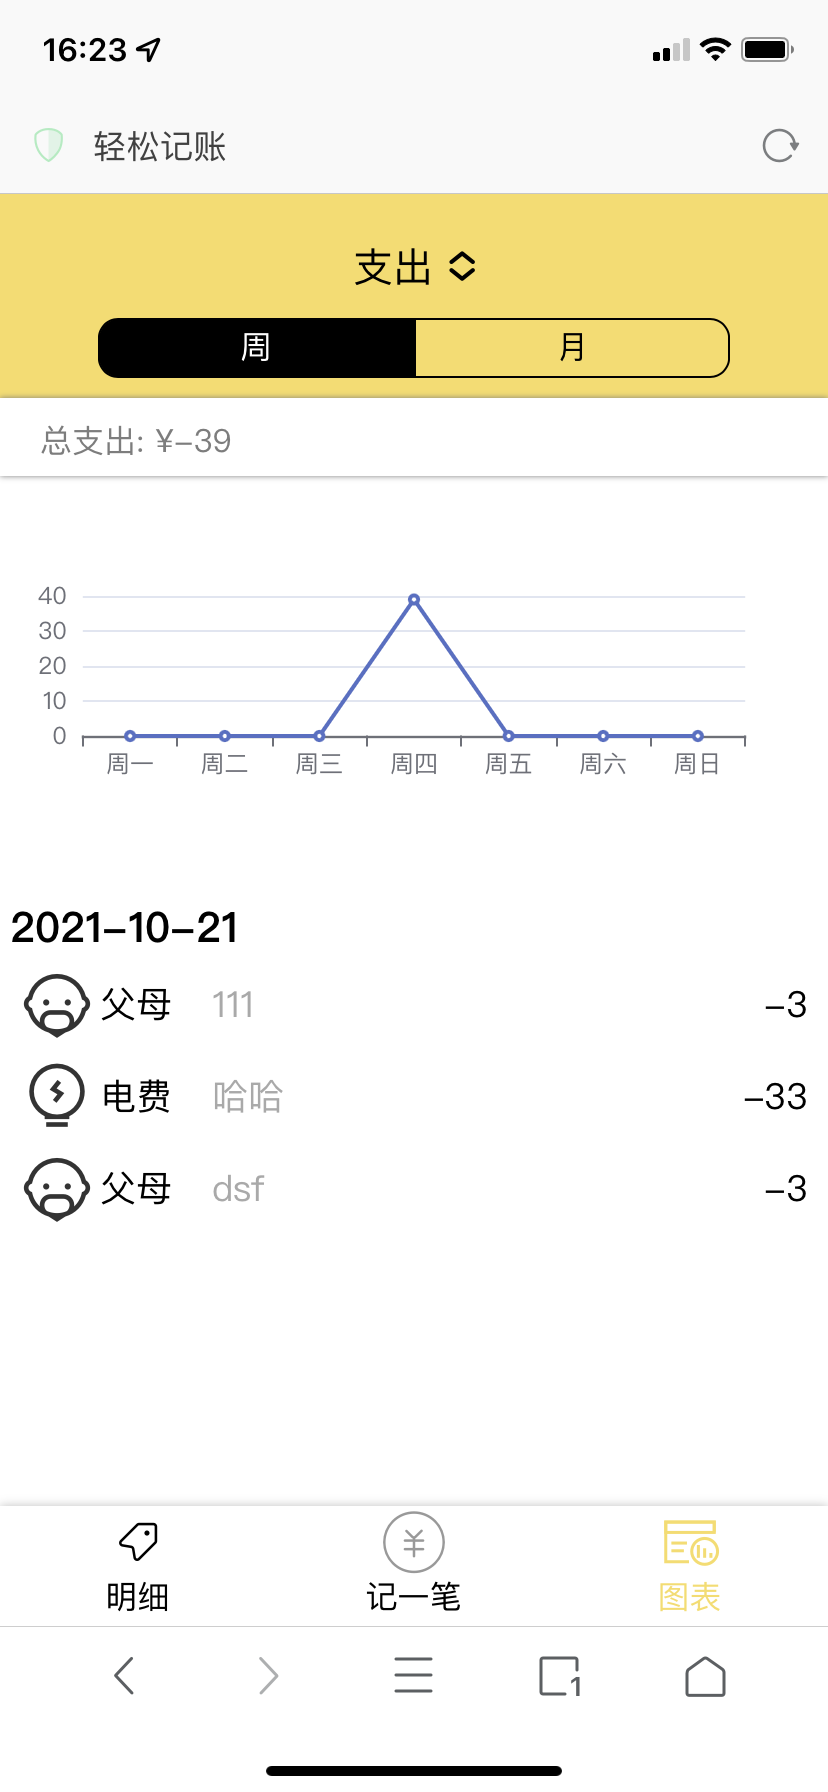 16:23
轻松记账
支出
周 月
总支出: ¥-39
40
30
20
10
0
周一 周二 周三 周四 周五 周六 周日
2021-10-21
父母 111 -3
电费 哈哈 -33
父母 dsf -3
¥
明细 记一笔 图表
1